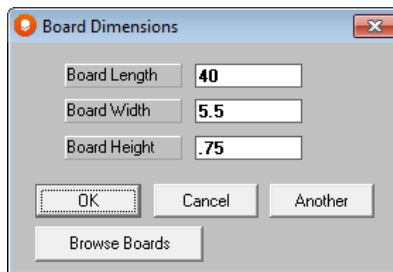 Board Dimensions
Board Length 40
Board Width 5.5
Board Height .75
OK Cancel Another
Browse Boards